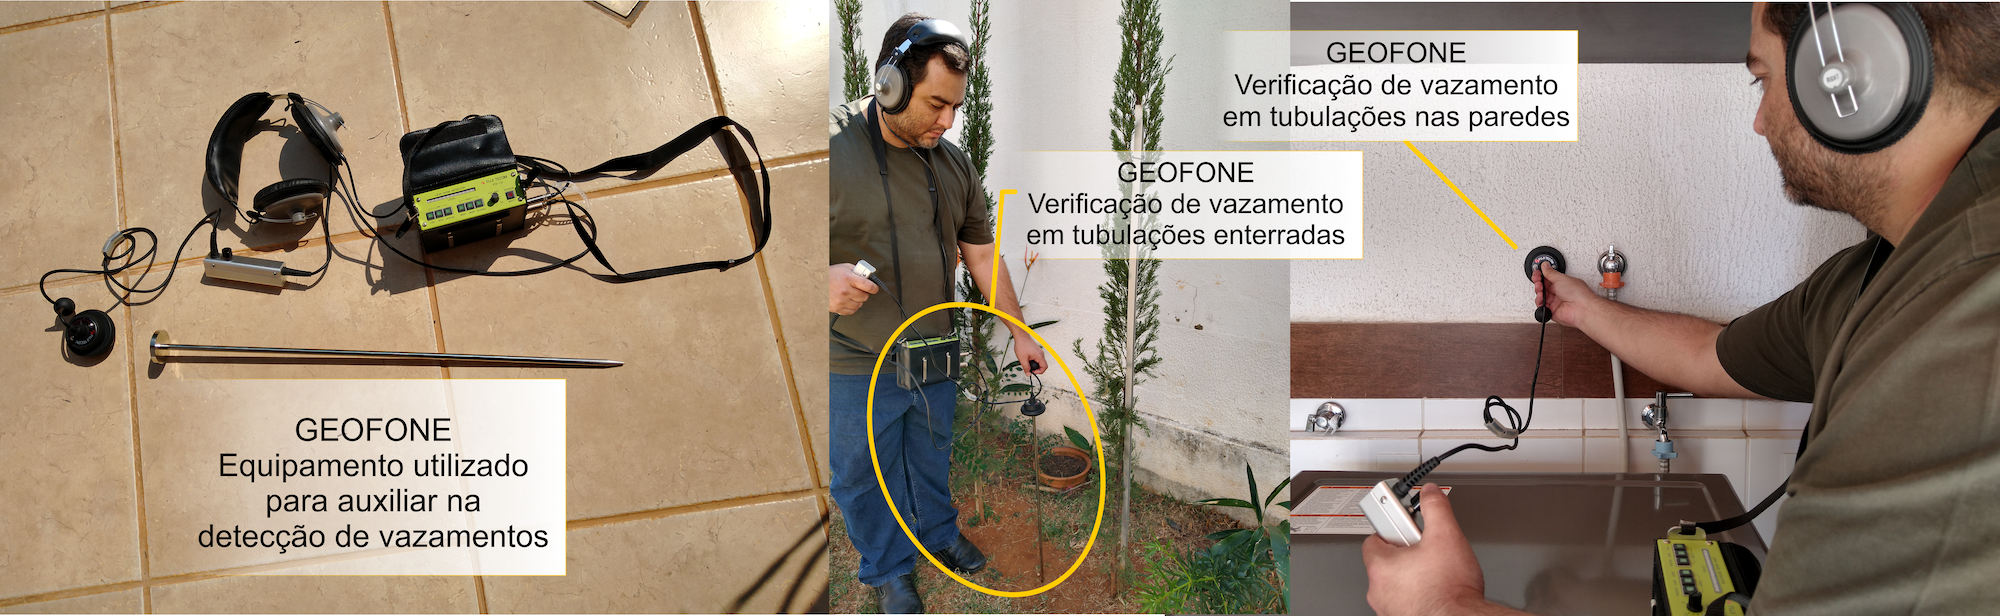 GEOFONE
Equipamento utilizado
para auxiliar na
detecção de vazamentos
GEOFONE
Verificação de vazamento
em tubulações enterradas
GEOFONE
Verificação de vazamento
em tubulações nas paredes